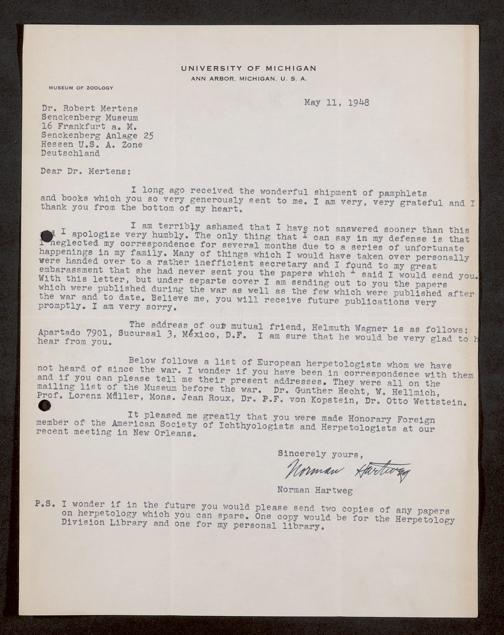 UNIVERSITY OF MICHIGAN
ANN ARBOR, MICHIGAN, U. S. A.
MUSEUM OF ZOOLOGY
May 11, 1948
Dr. Robert Mertens
Senckenberg Museum
16 Frankfurt a. M.
Senckenberg Anlage 25
Hessen U.S. A. Zone
Deutschland
Dear Dr. Mertens:
I long ago received the wonderful shipment of pamphlets
and books which you so very generously sent to me. I am very, very grateful and I
thank you from the bottom of my heart.
I am terribly ashamed that I have not answered sooner than this
I apologize very humbly. The only thing that I can say in my defense is that
I neglected my correspondence for several months due to a series of unfortunate
happenings in my family. Many of things which I would have taken over personally
were handed over to a rather inefficient secretary and I found to my great
embarassment that she had never sent you the papers which I said I would send you.
With this letter, but under separte cover I am sending out to you the papers
which were published during the war as well as the few which were published after
the war and to date. Believe me, you will receive future publications very
promptly. I am very sorry.
The address of our mutual friend, Helmuth Wagner is as follows:
Apartado 7901, Sucursal 3, México, D.F. I am sure that he would be very glad to h
hear from you.
Below follows a list of European herpetologists whom we have
not heard of since the war. I wonder if you have been in correspondence with them
and if you can please tell me their present addresses. They were all on the
mailing list of the Museum before the war. Dr. Gunther Hecht, W. Hellmich,
Prof. Lorenz Müller, Mons. Jean Roux, Dr. P.F. von Kopstein, Dr. Otto Wettstein.
It pleased me greatly that you were made Honorary Foreign
member of the American Society of Ichthyologists and Herpetologists at our
recent meeting in New Orleans.
Sincerely yours,
Norman Hartweg
Norman Hartweg
P.S. I wonder if in the future you would please send two copies of any papers
on herpetology which you can spare. One copy would be for the Herpetology
Division Library and one for my personal library.